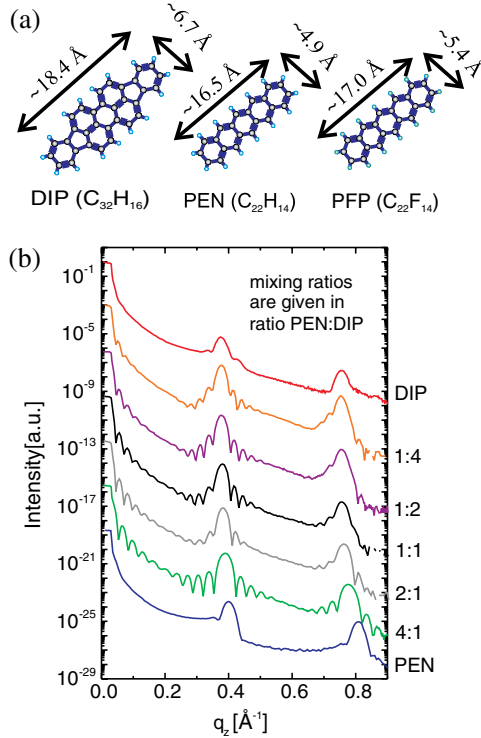 (a)
~18.4 Å
~6.7 Å
~16.5 Å
~4.9 Å
~17.0 Å
~5.4 Å
DIP (C₃₂H₁₆)
PEN (C₂₂H₁₄)
PFP (C₂₂F₁₄)
(b)
mixing ratios
are given in
ratio PEN:DIP
Intensity[a.u.]
10⁻¹
10⁻⁵
10⁻⁹
10⁻¹³
10⁻¹⁷
10⁻²¹
10⁻²⁵
10⁻²⁹
DIP
1:4
1:2
1:1
2:1
4:1
PEN
0.0 0.2 0.4 0.6 0.8
q_z[Å⁻¹]